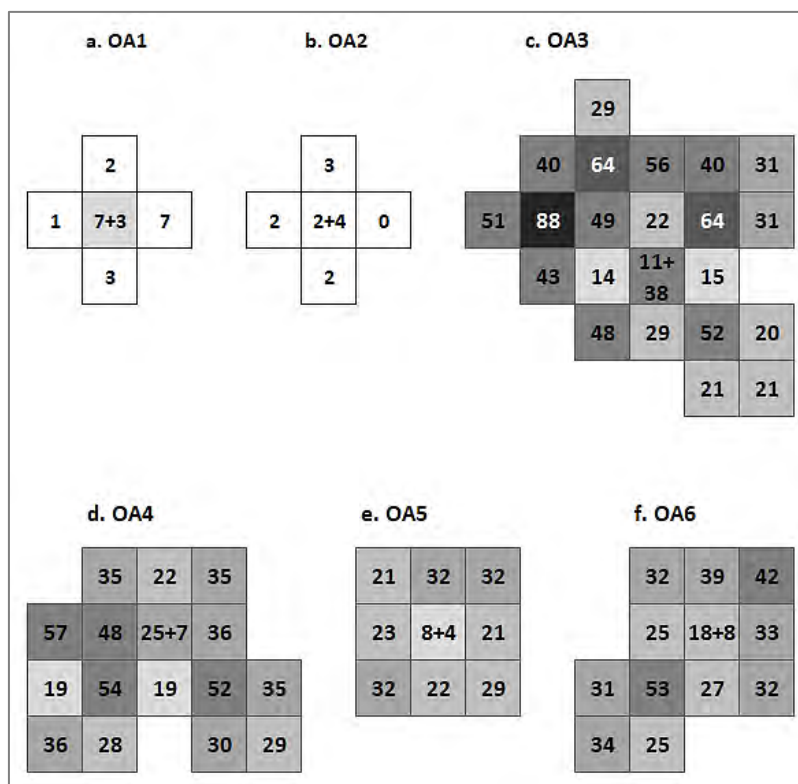 a. OA1
b. OA2
c. OA3
2
1 7+3 7
3
3
2 2+4 0
2
29
40 64 56 40 31
51 88 49 22 64 31
43 14 11+
38 15
48 29 52 20
21 21
d. OA4
e. OA5
f. OA6
35 22 35
57 48 25+7 36
19 54 19 52 35
36 28 30 29
21 32 32
23 8+4 21
32 22 29
32 39 42
25 18+8 33
31 53 27 32
34 25